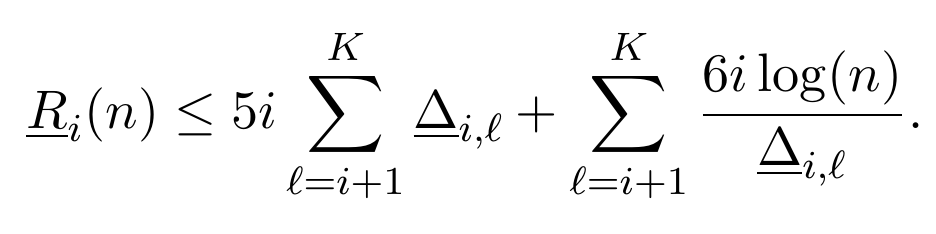 \underline{R}_i(n) \leq 5i \sum_{\ell=i+1}^{K} \underline{\Delta}_{i,\ell} + \sum_{\ell=i+1}^{K} \frac{6i \log(n)}{\underline{\Delta}_{i,\ell}}.